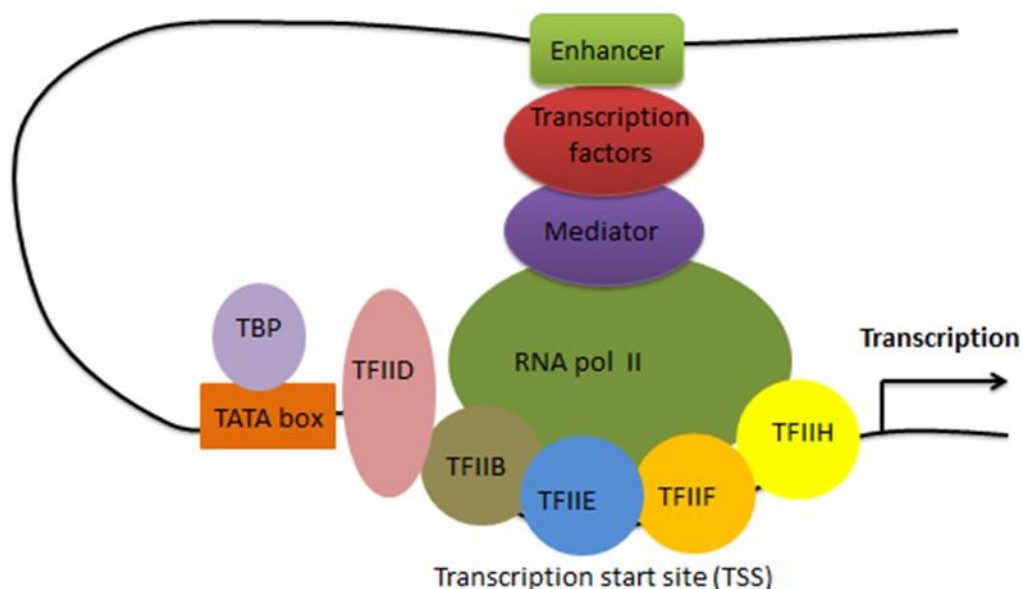 Enhancer
Transcription
factors
Mediator
TBP
TFIID
RNA pol II
Transcription
TATA box
TFIIB
TFIIE
TFIIF
TFIIH
Transcription start site (TSS)